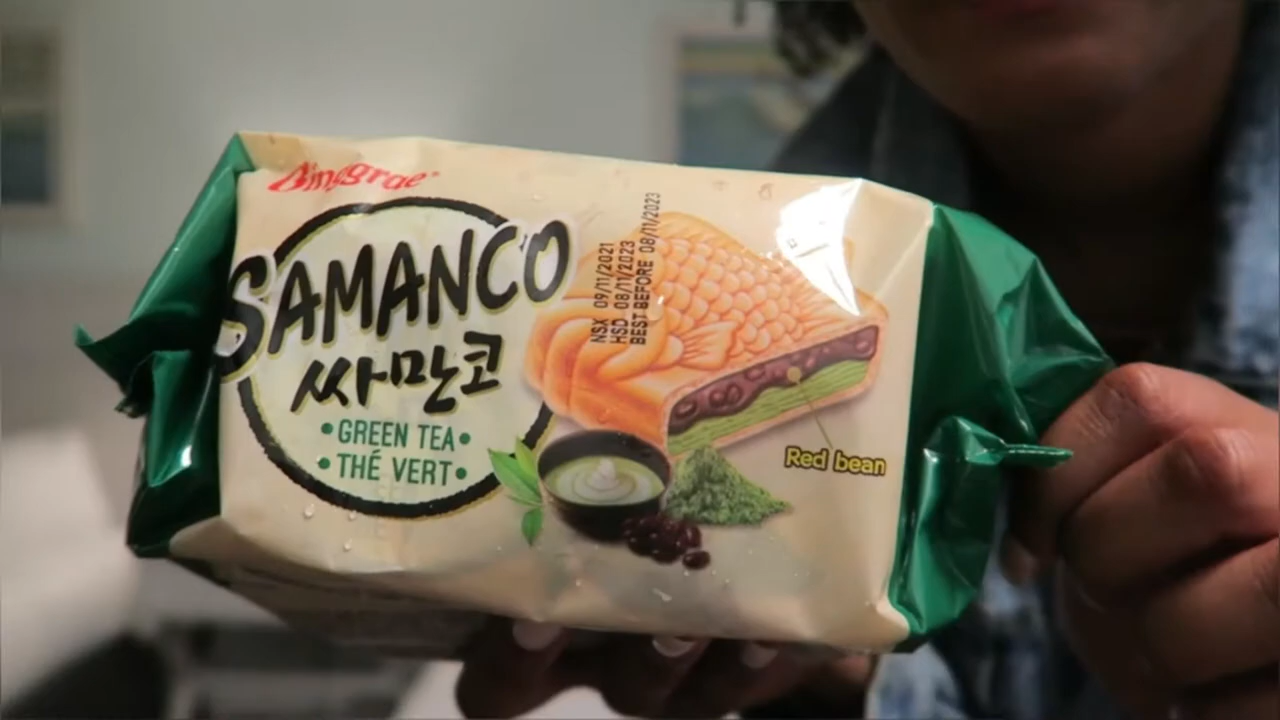 Binggrae
SAMANCO
싸만코
• GREEN TEA •
• THÉ VERT •
NSX 09/11/2021
HSD 08/11/2023
BEST BEFORE 08/11/2023
Red bean